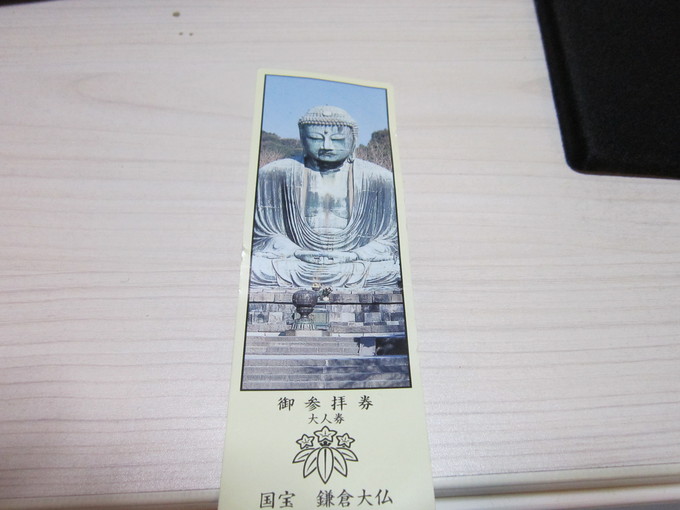 御参拝券
大人券
国宝 鎌倉大仏